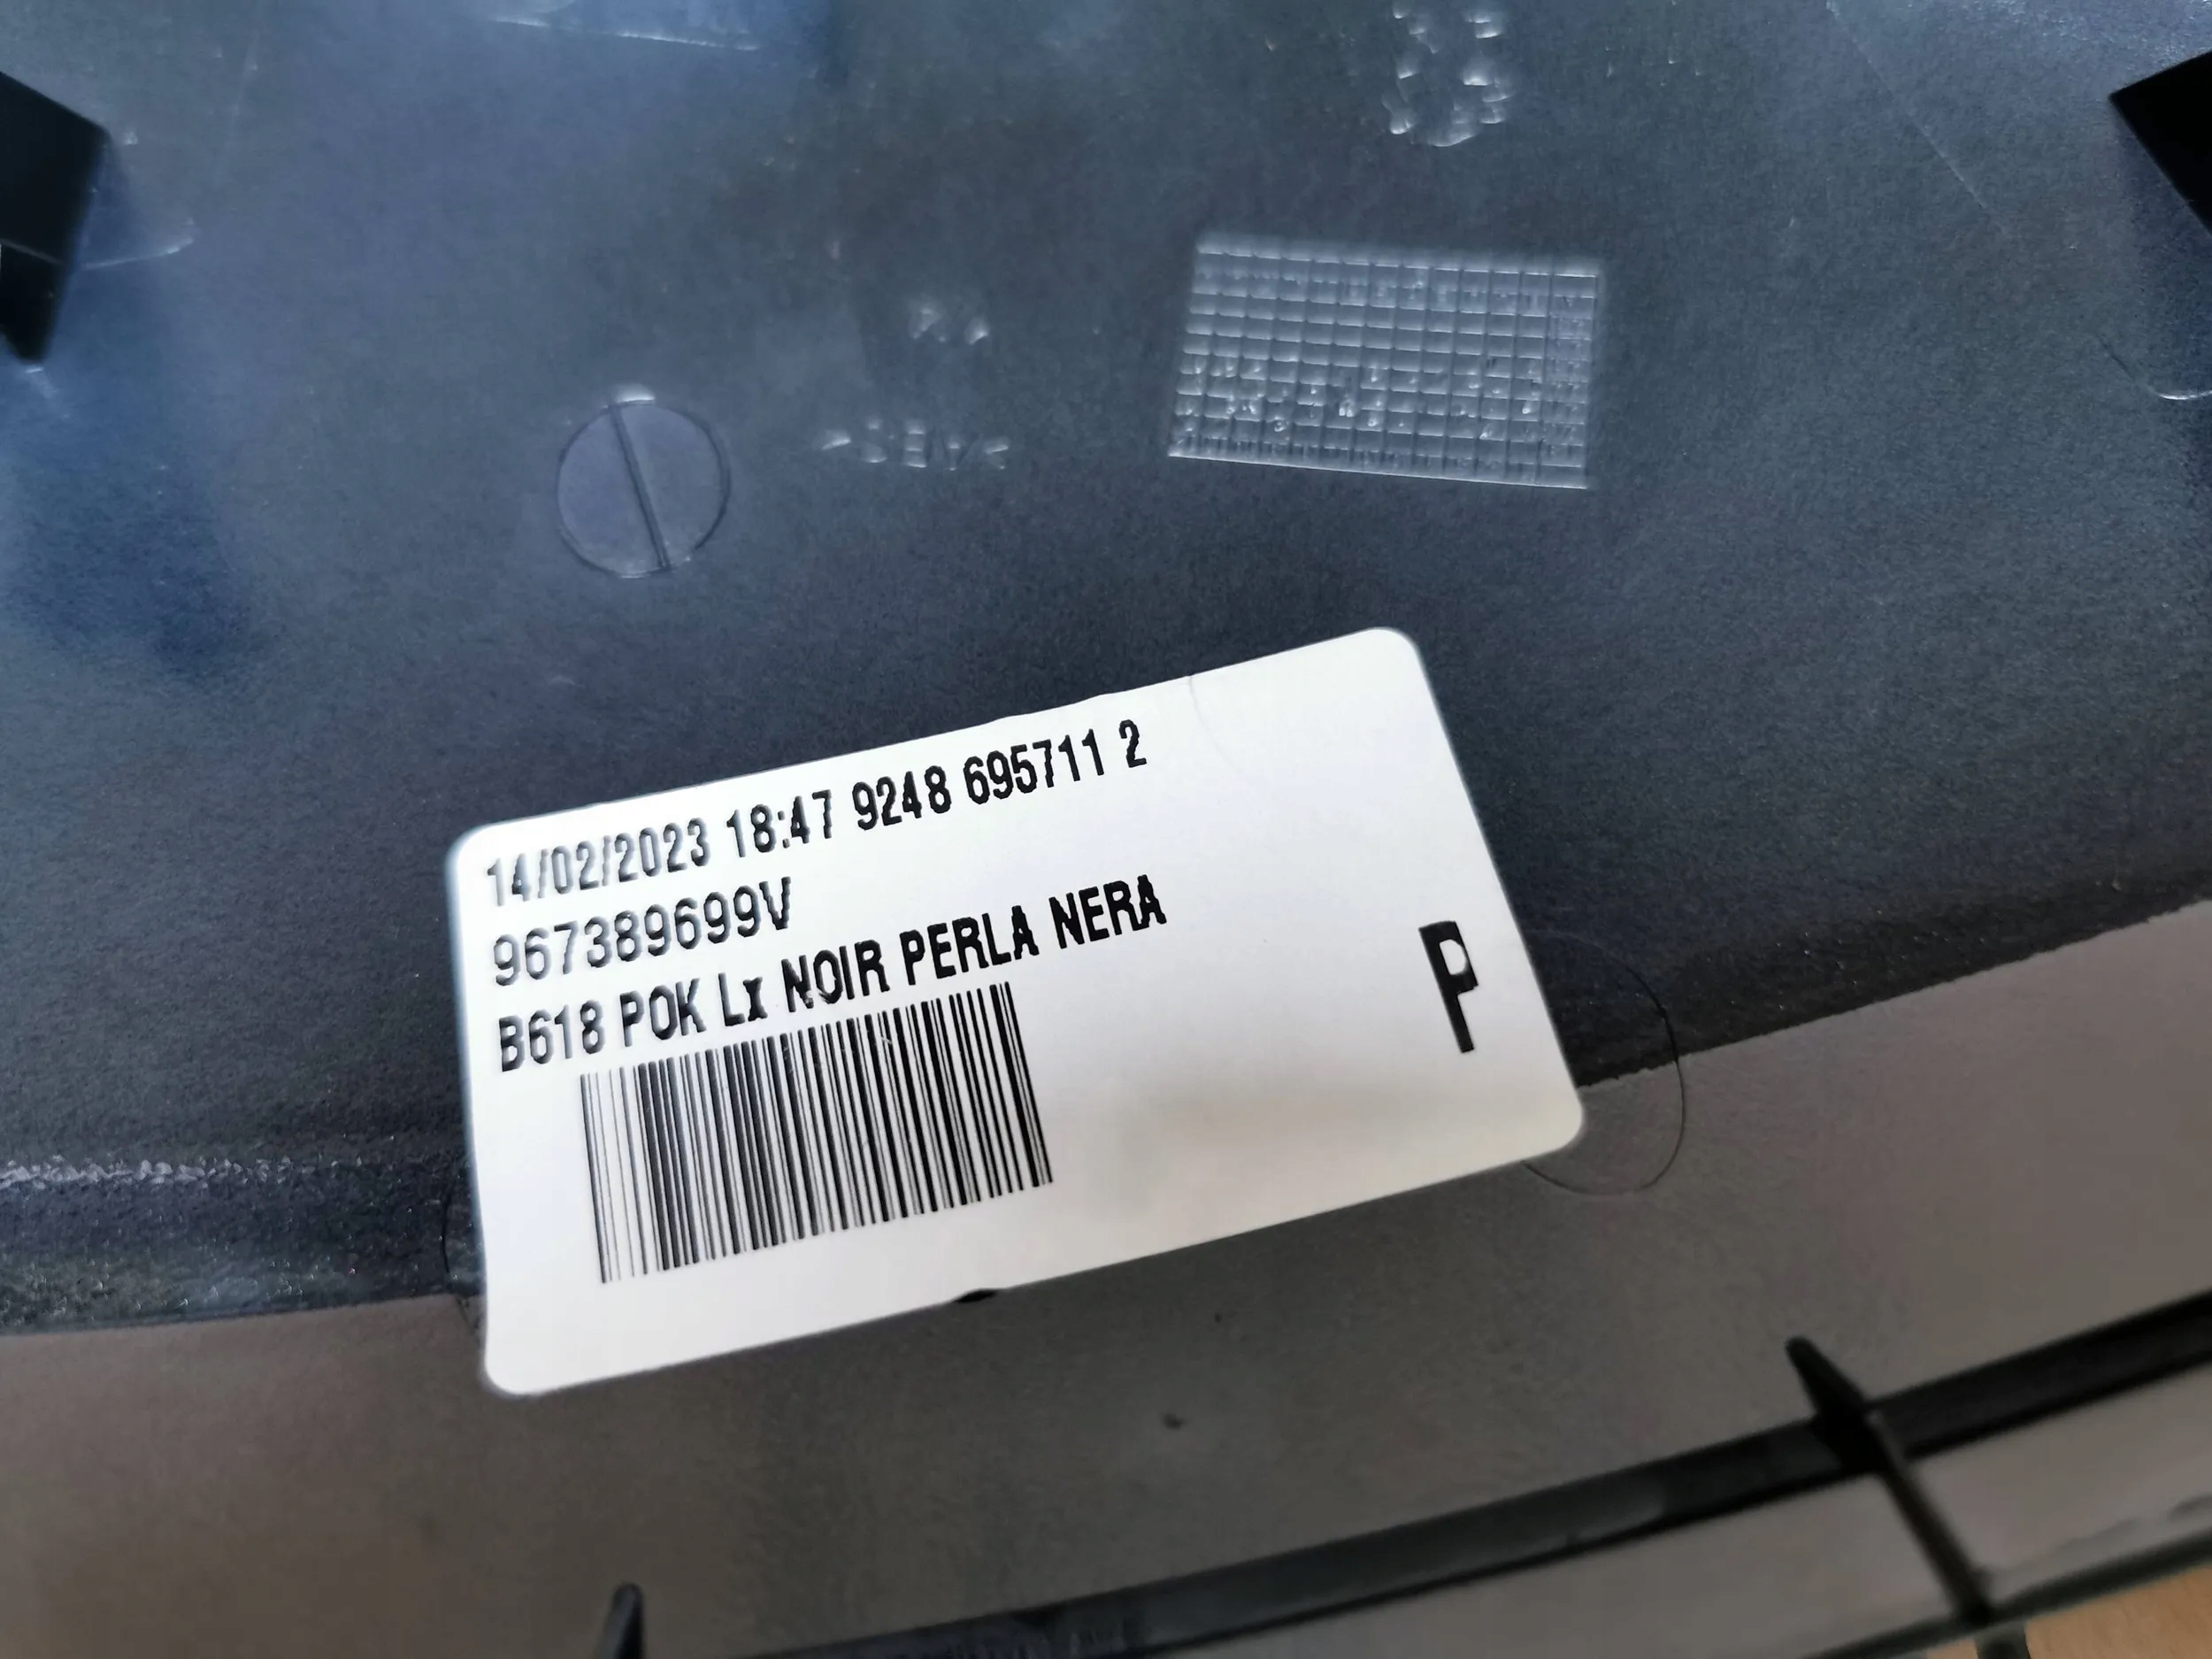 14/02/2023 18:47 9248 695711 2
967389699V
B618 POK Lx NOIR PERLA NERA
P